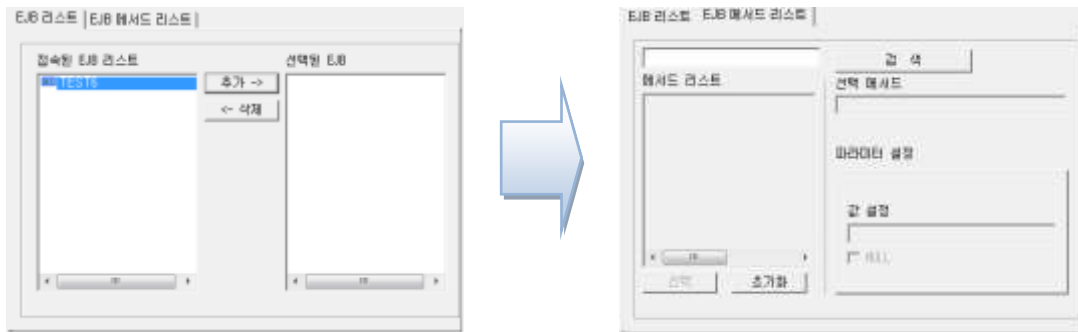 EJB 리스트 EJB 메서드 리스트
접속된 EJB 리스트
선택된 EJB
TEST6
추가 ->
<- 삭제
EJB 리스트 EJB 메서드 리스트
검 색
메서드 리스트
선택 메서드
파라미터 설정
값 설정
NULL
선택
초기화